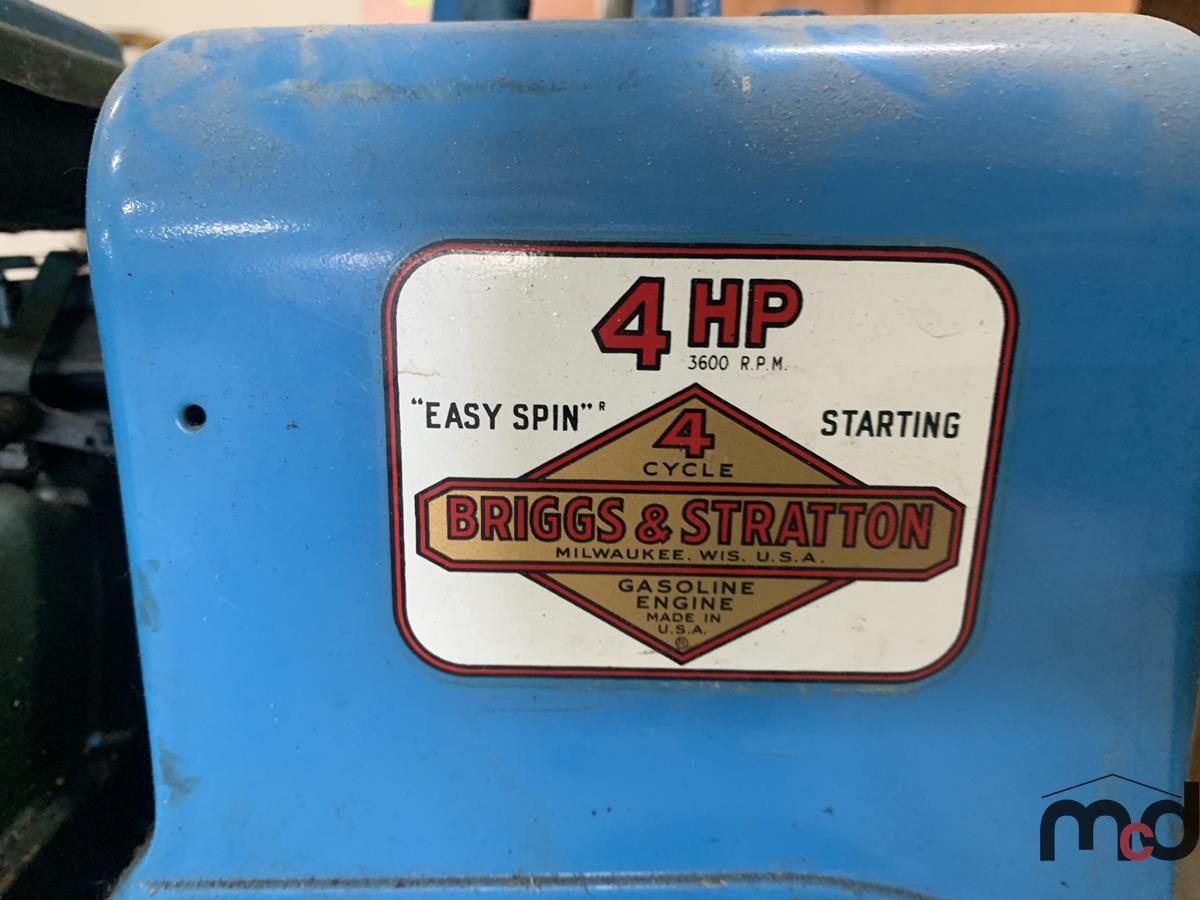 4 HP
3600 R.P.M.
"EASY SPIN"® STARTING
4
CYCLE
BRIGGS & STRATTON
MILWAUKEE. WIS. U.S.A.
GASOLINE
ENGINE
MADE IN
U.S.A.
®
mcd